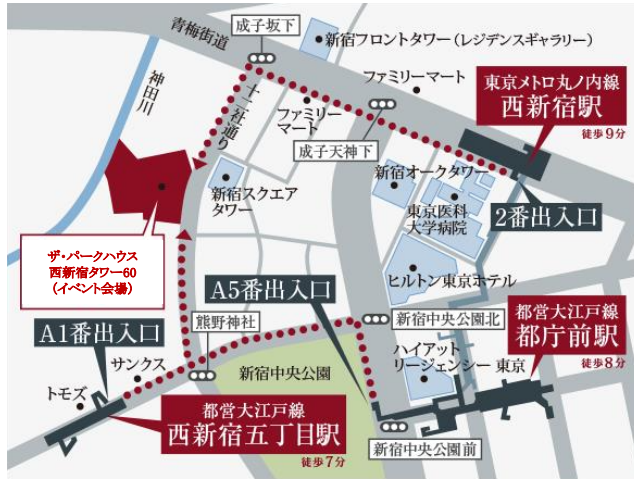 成子坂下
青梅街道
新宿フロントタワー(レジデンスギャラリー)
ファミリーマート
東京メトロ丸ノ内線
西新宿駅
徒歩9分
神田川
十二社通り
ファミリー
マート
成子天神下
新宿スクエア
タワー
新宿オークタワー
東京医科
大学病院
2番出入口
ザ・パークハウス
西新宿タワー60
(イベント会場)
ヒルトン東京ホテル
A5番出入口
A1番出入口
熊野神社
新宿中央公園北
都営大江戸線
都庁前駅
徒歩8分
サンクス
トモズ
新宿中央公園
ハイアット
リージェンシー 東京
都営大江戸線
西新宿五丁目駅
徒歩7分
新宿中央公園前